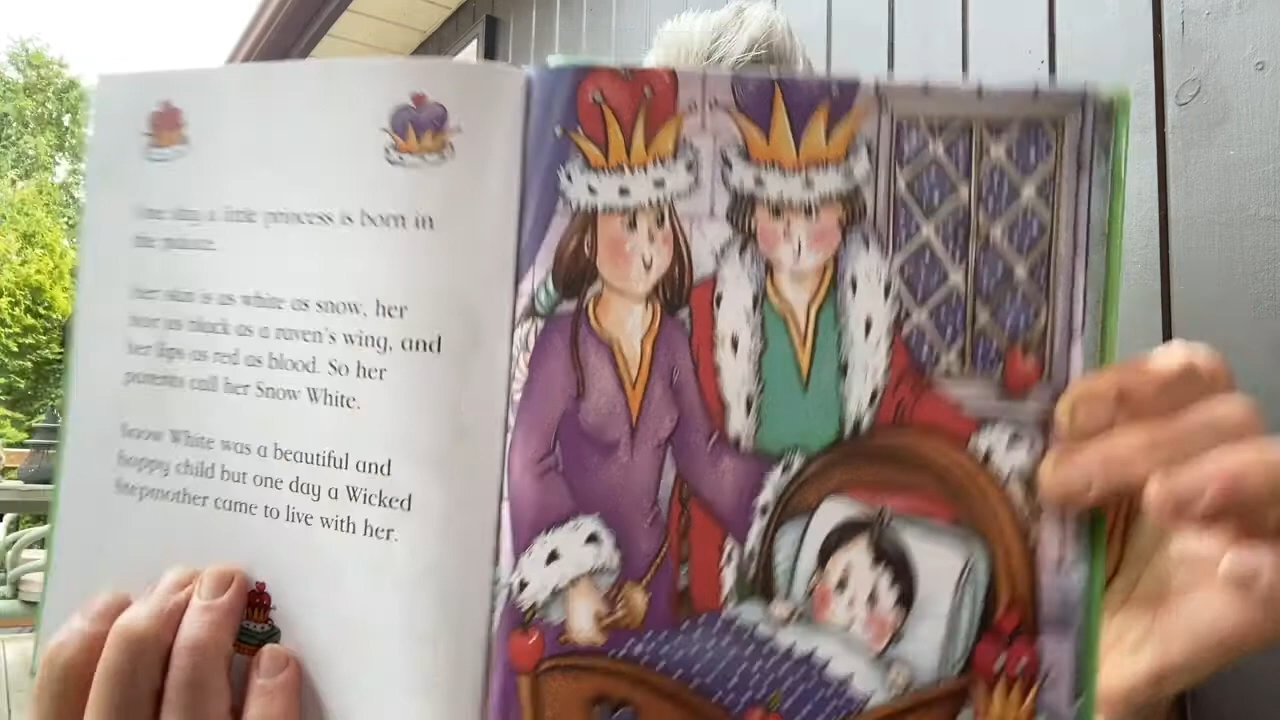 One day a little princess is born in
the palace.
Her skin is as white as snow, her
hair as black as a raven's wing, and
her lips as red as blood. So her
parents call her Snow White.
Snow White was a beautiful and
happy child but one day a Wicked
Stepmother came to live with her.